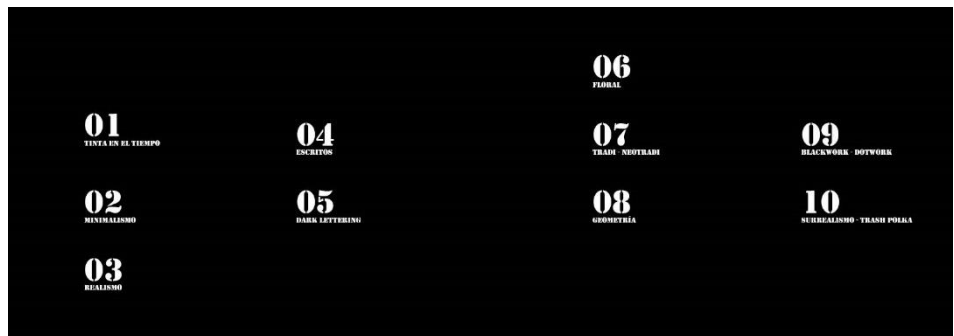 01
TINTA EN EL TIEMPO
02
MINIMALISMO
03
REALISMO
04
ESCRITOS
05
DARK LETTERING
06
FLORAL
07
TRADI - NEOTRADI
08
GEOMETRÍA
09
BLACKWORK - DOTWORK
10
SURREALISMO - TRASH POLKA